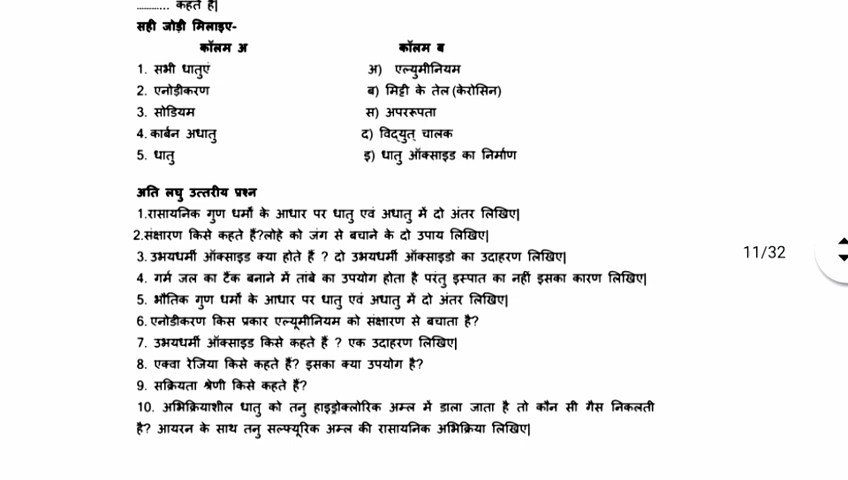 ............ कहते हैं|
सही जोड़ी मिलाइए-
कॉलम अ कॉलम ब
1. सभी धातुएं अ) एल्युमीनियम
2. एनोडीकरण ब) मिट्टी के तेल (केरोसिन)
3. सोडियम स) अपररूपता
4. कार्बन अधातु द) विद्युत् चालक
5. धातु इ) धातु ऑक्साइड का निर्माण
अति लघु उत्तरीय प्रश्न
1.रासायनिक गुण धर्मों के आधार पर धातु एवं अधातु में दो अंतर लिखिए|
2.संक्षारण किसे कहते हैं?लोहे को जंग से बचाने के दो उपाय लिखिए|
3. उभयधर्मी ऑक्साइड क्या होते हैं ? दो उभयधर्मी ऑक्साइडो का उदाहरण लिखिए|
11/32
4. गर्म जल का टैंक बनाने में तांबे का उपयोग होता है परंतु इस्पात का नहीं इसका कारण लिखिए|
5. भौतिक गुण धर्मों के आधार पर धातु एवं अधातु में दो अंतर लिखिए|
6. एनोडीकरण किस प्रकार एल्यूमीनियम को संक्षारण से बचाता है?
7. उभयधर्मी ऑक्साइड किसे कहते हैं ? एक उदाहरण लिखिए|
8. एक्वा रेजिया किसे कहते हैं? इसका क्या उपयोग है?
9. सक्रियता श्रेणी किसे कहते हैं?
10. अभिक्रियाशील धातु को तनु हाइड्रोक्लोरिक अम्ल में डाला जाता है तो कौन सी गैस निकलती
है? आयरन के साथ तनु सल्फ्यूरिक अम्ल की रासायनिक अभिक्रिया लिखिए|